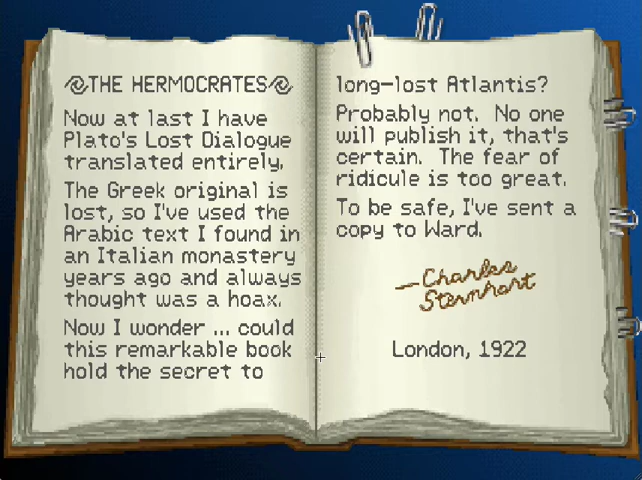 THE HERMOCRATES
Now at last I have
Plato's Lost Dialogue
translated entirely.
The Greek original is
lost, so I've used the
Arabic text I found in
an Italian monastery
years ago and always
thought was a hoax.
Now I wonder ... could
this remarkable book
hold the secret to
long-lost Atlantis?
Probably not. No one
will publish it, that's
certain. The fear of
ridicule is too great.
To be safe, I've sent a
copy to Ward.
—Charles
Sternhart
London, 1922